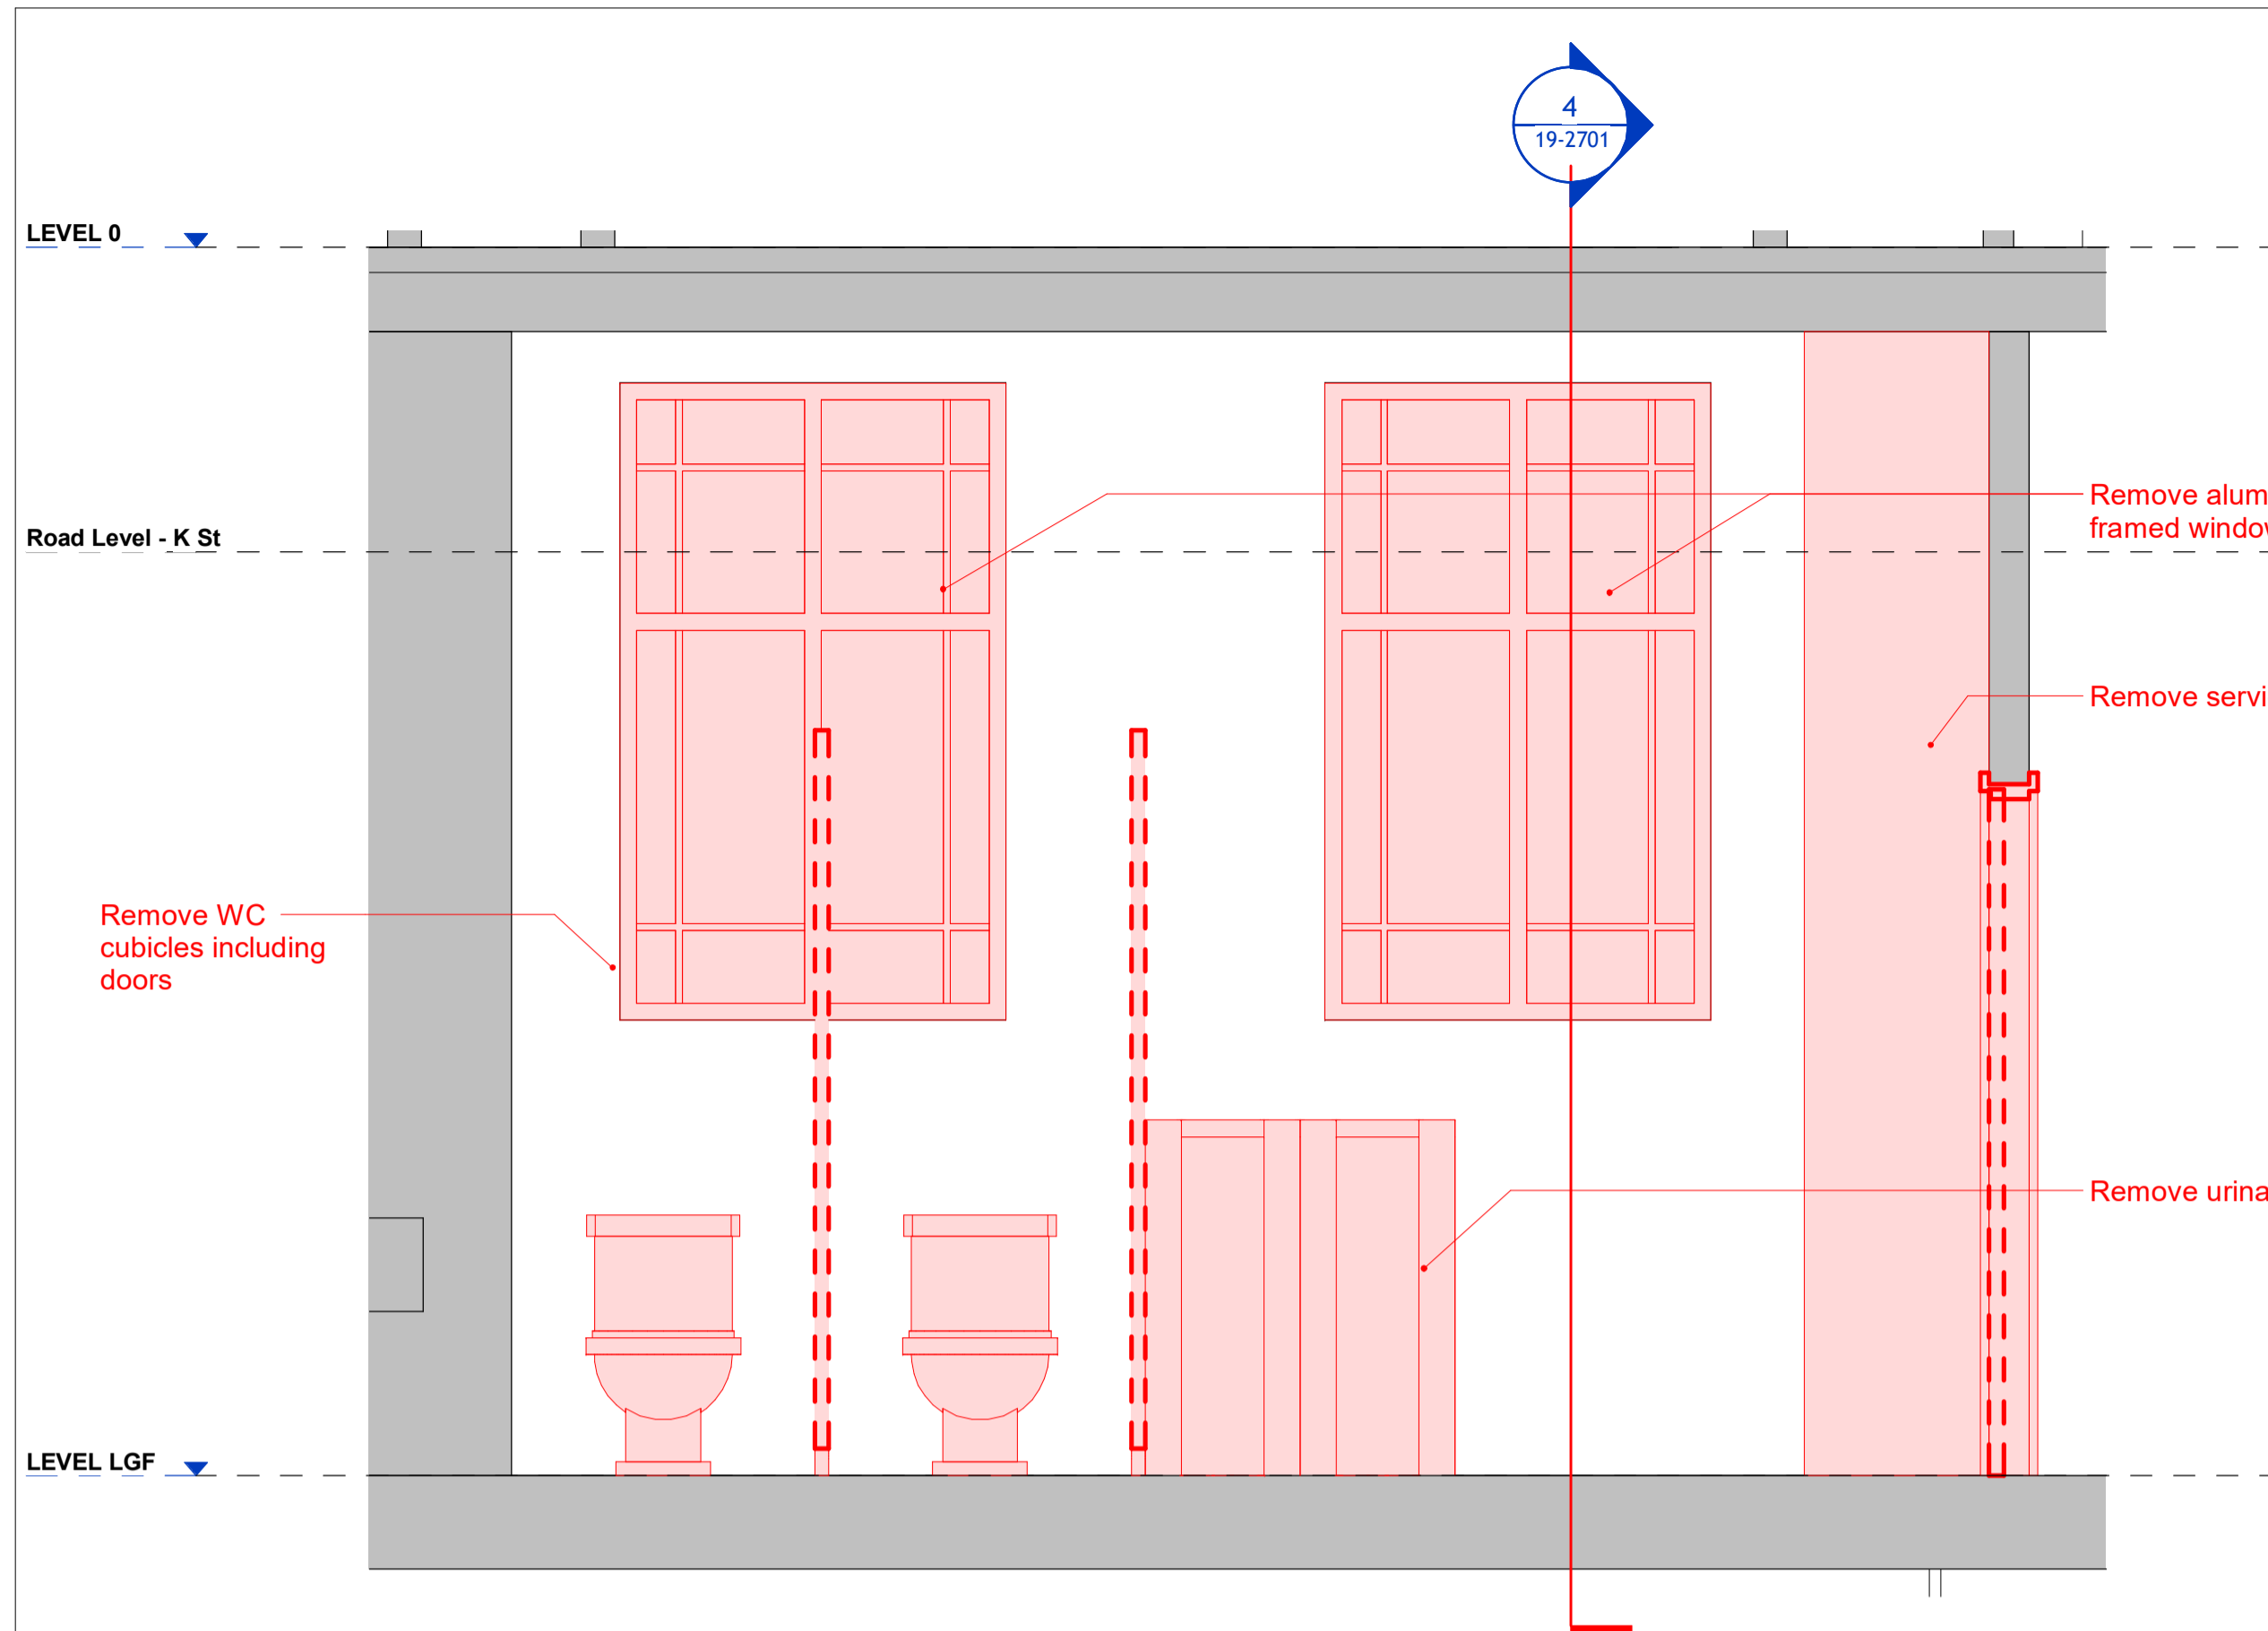 4
19-2701
LEVEL 0
Remove alum
Road Level - K St
framed windo
Remove servi
Remove WC
cubicles including
doors
Remove urina
LEVEL LGF